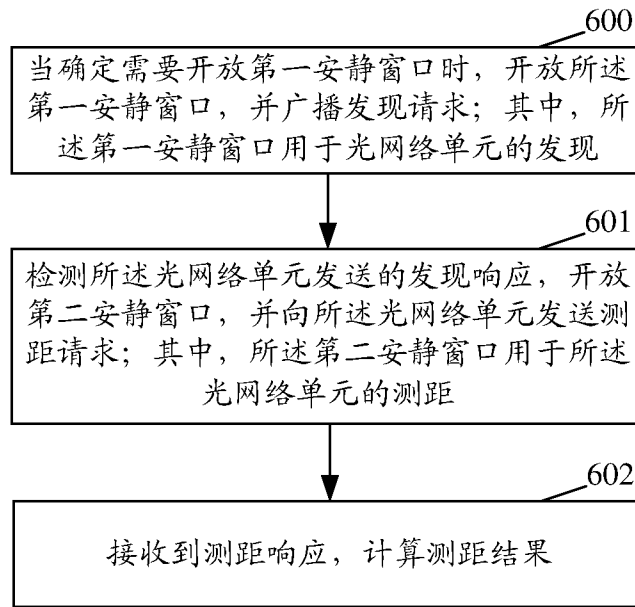 600
当确定需要开放第一安静窗口时，开放所述
第一安静窗口，并广播发现请求；其中，所
述第一安静窗口用于光网络单元的发现
601
检测所述光网络单元发送的发现响应，开放
第二安静窗口，并向所述光网络单元发送测
距请求；其中，所述第二安静窗口用于所述
光网络单元的测距
602
接收到测距响应，计算测距结果